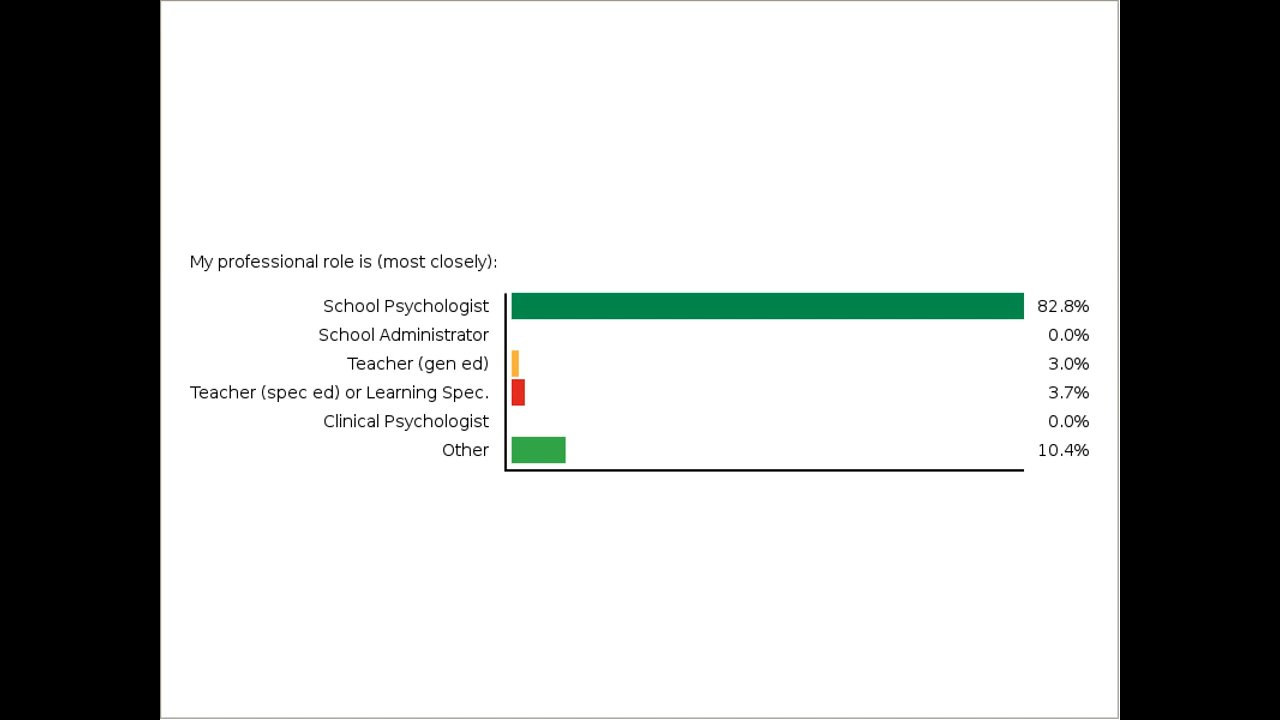 My professional role is (most closely):
School Psychologist 82.8%
School Administrator 0.0%
Teacher (gen ed) 3.0%
Teacher (spec ed) or Learning Spec. 3.7%
Clinical Psychologist 0.0%
Other 10.4%